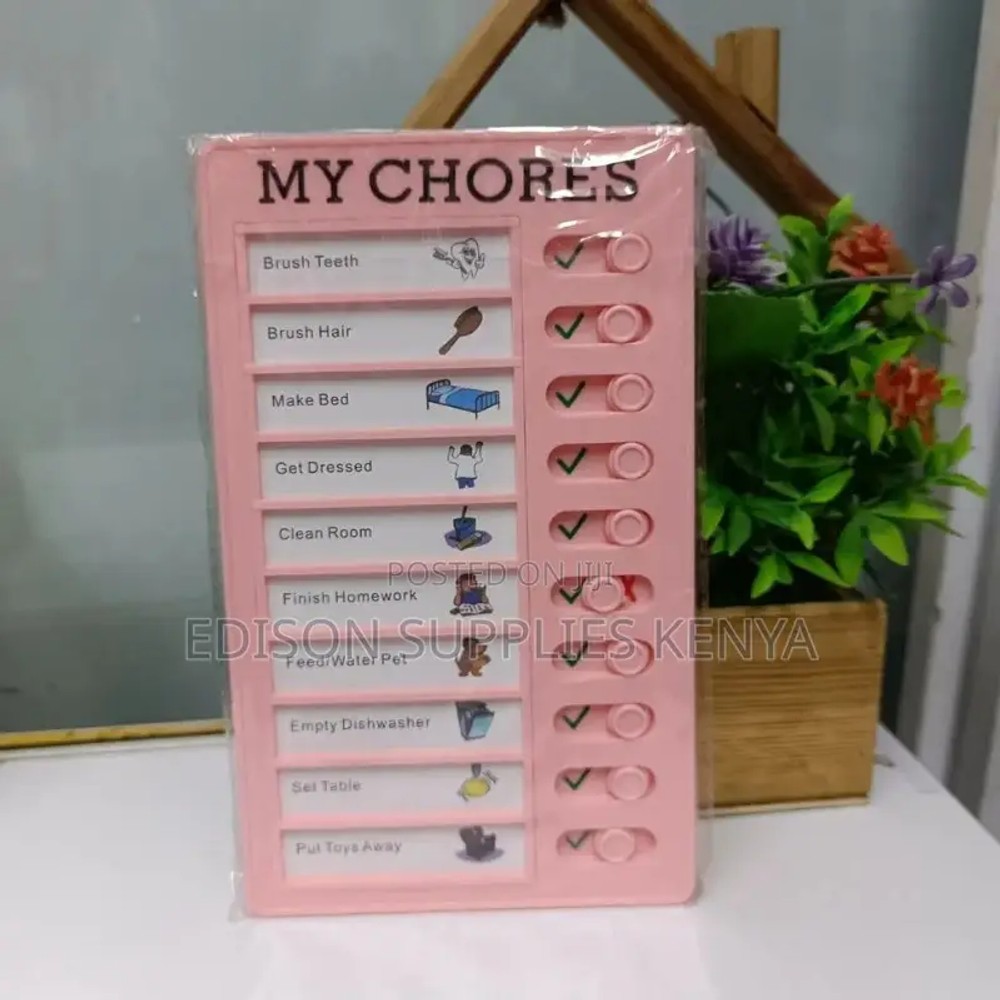 MY CHORES
Brush Teeth
Brush Hair
Make Bed
Get Dressed
Clean Room
POSTED ON JIJI
Finish Homework
EDISON SUPPLIES KENYA
Feed/Water Pet
Empty Dishwasher
Set Table
Put Toys Away